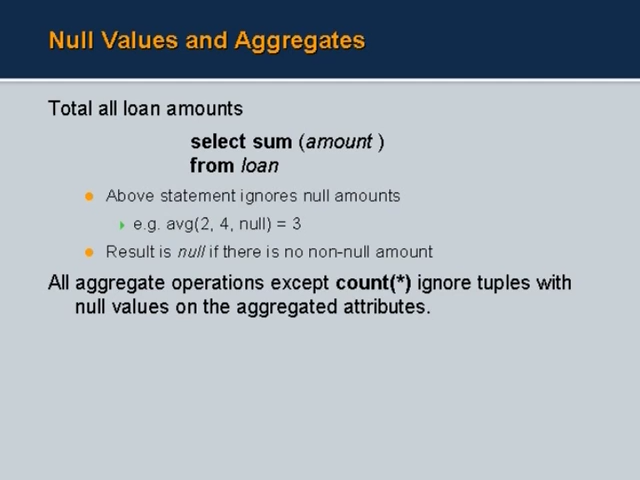 Null Values and Aggregates
Total all loan amounts
select sum (amount )
from loan
Above statement ignores null amounts
e.g. avg(2, 4, null) = 3
Result is null if there is no non-null amount
All aggregate operations except count(*) ignore tuples with
null values on the aggregated attributes.